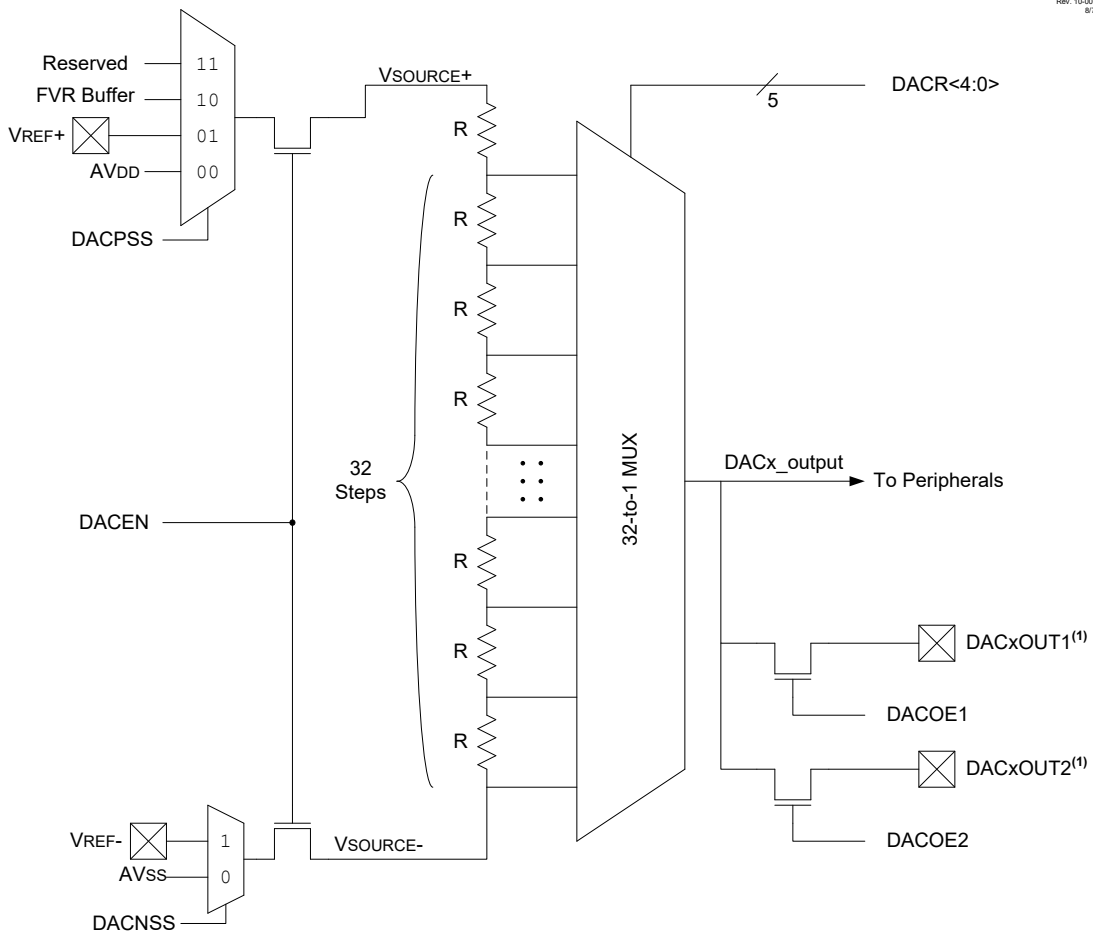 Reserved
FVR Buffer
VREF+
AVDD
11
10
01
00
DACPSS
VSOURCE+
R
R
R
R
5
DACR<4:0>
32
Steps
DACEN
32-to-1 MUX
DACx_output
To Peripherals
R
R
R
DACxOUT1(1)
DACOE1
DACxOUT2(1)
DACOE2
VREF-
AVSS
1
0
VSOURCE-
DACNSS